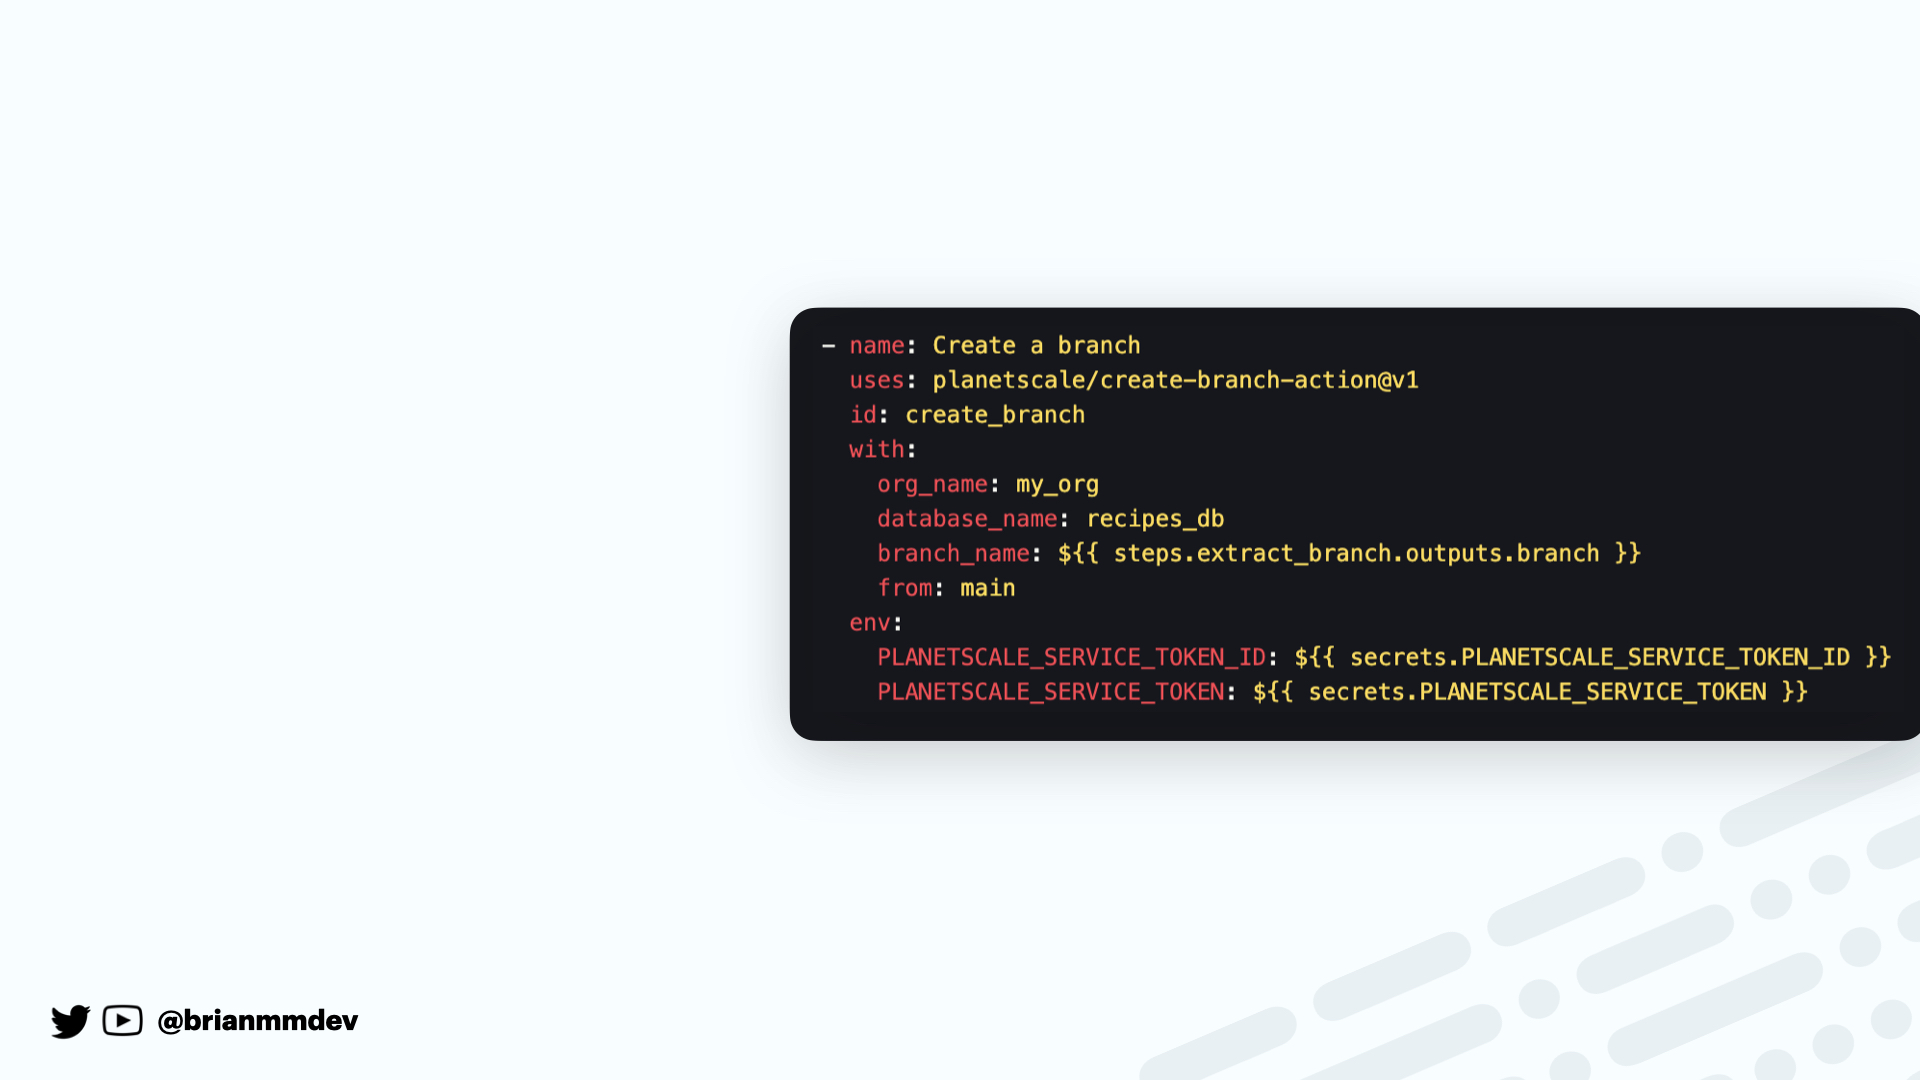 - name: Create a branch
uses: planetscale/create-branch-action@v1
id: create_branch
with:
org_name: my_org
database_name: recipes_db
branch_name: ${{ steps.extract_branch.outputs.branch }}
from: main
env:
PLANETSCALE_SERVICE_TOKEN_ID: ${{ secrets.PLANETSCALE_SERVICE_TOKEN_ID }}
PLANETSCALE_SERVICE_TOKEN: ${{ secrets.PLANETSCALE_SERVICE_TOKEN }}
@brianmmdev